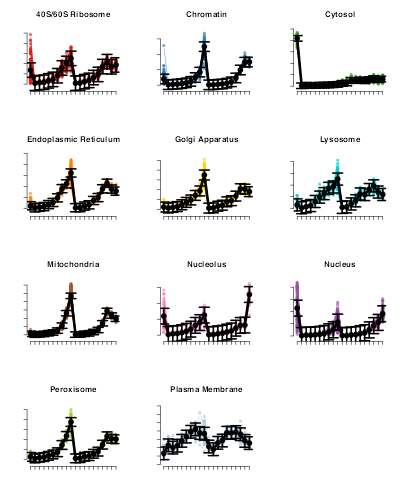 40S/60S Ribosome
Chromatin
Cytosol
Endoplasmic Reticulum
Golgi Apparatus
Lysosome
Mitochondria
Nucleolus
Nucleus
Peroxisome
Plasma Membrane